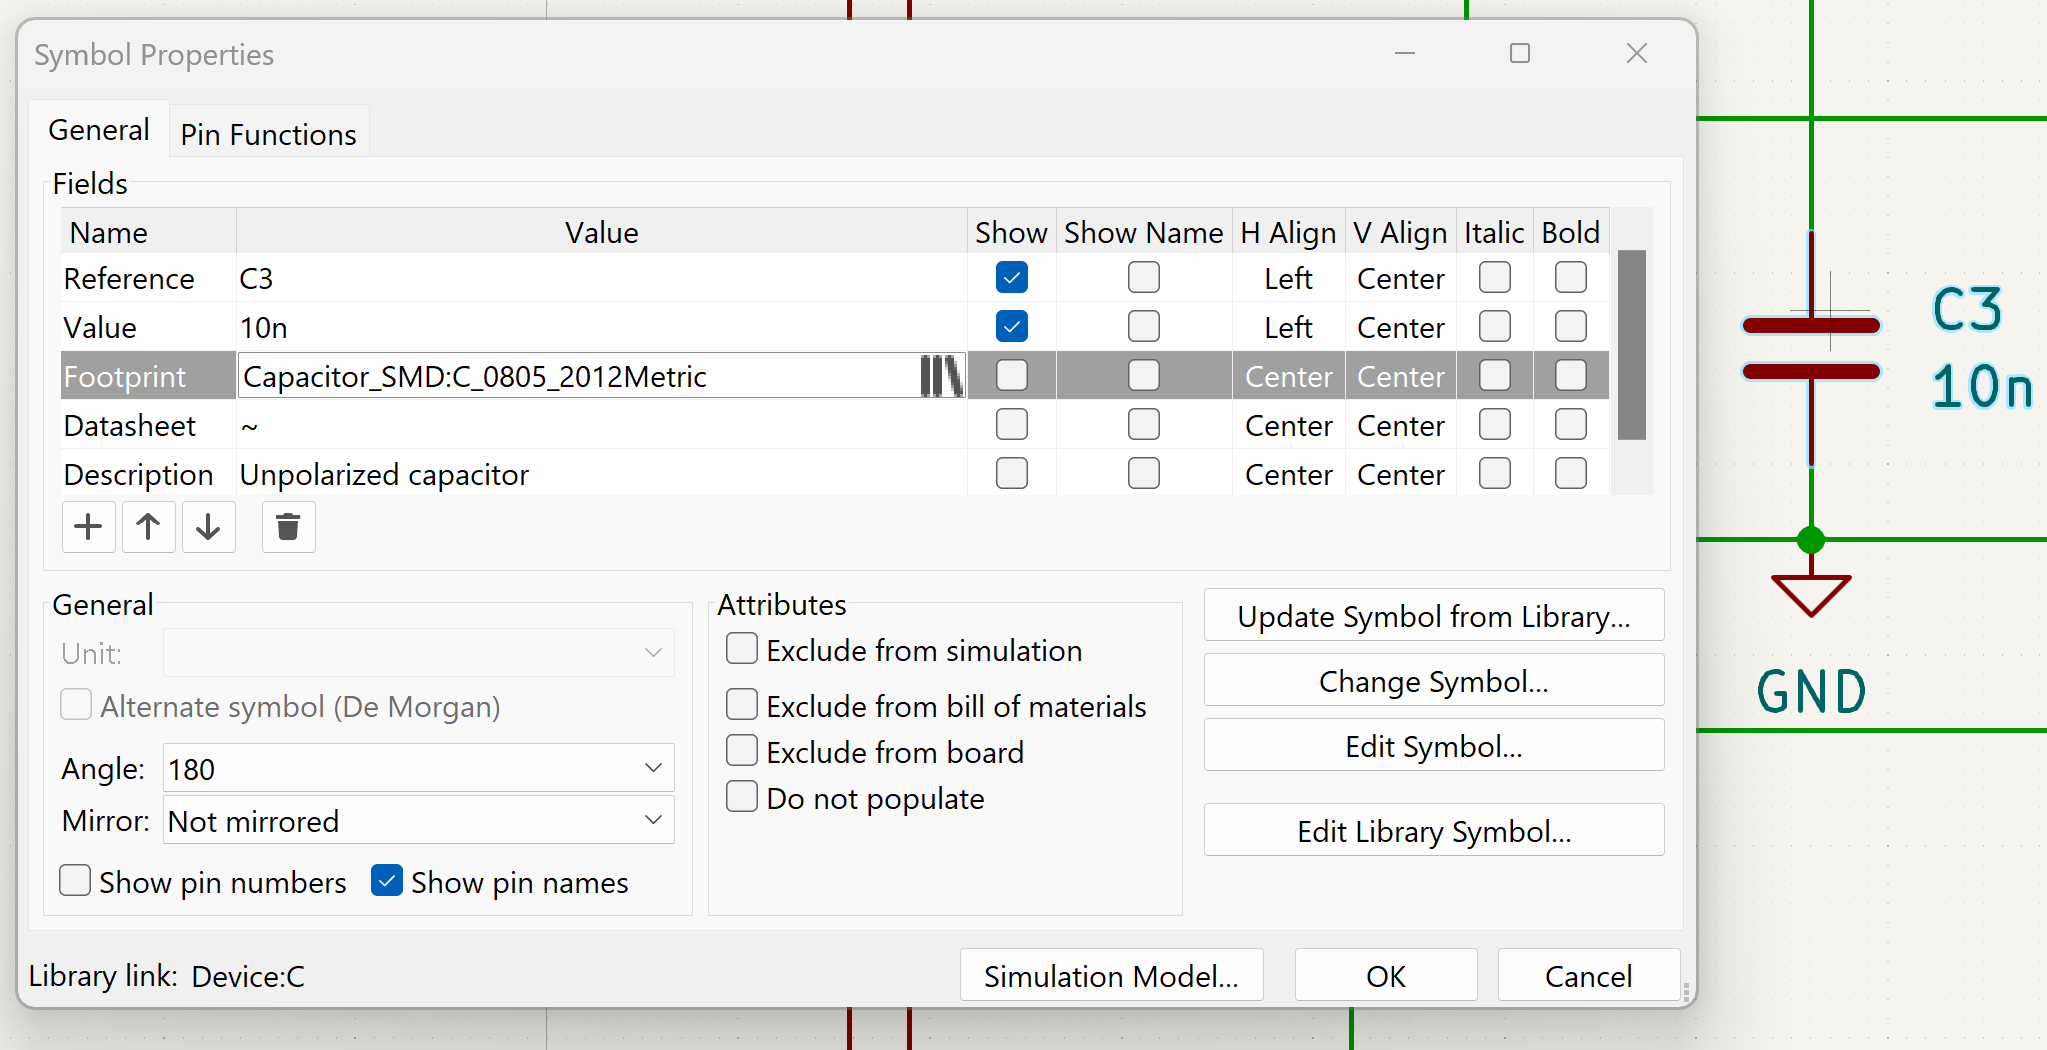 Symbol Properties
General Pin Functions
Fields
Name Value Show Show Name H Align V Align Italic Bold
Reference C3 Left Center
Value 10n Left Center
Footprint Capacitor_SMD:C_0805_2012Metric Center Center
Datasheet ~ Center Center
Description Unpolarized capacitor Center Center
General
Unit:
Alternate symbol (De Morgan)
Angle: 180
Mirror: Not mirrored
Show pin numbers Show pin names
Attributes
Exclude from simulation
Exclude from bill of materials
Exclude from board
Do not populate
Update Symbol from Library...
Change Symbol...
Edit Symbol...
Edit Library Symbol...
Library link: Device:C
Simulation Model... OK Cancel
C3
10n
GND